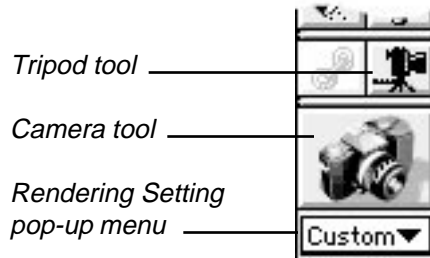 Tripod tool
Camera tool
Rendering Setting
pop-up menu
Custom